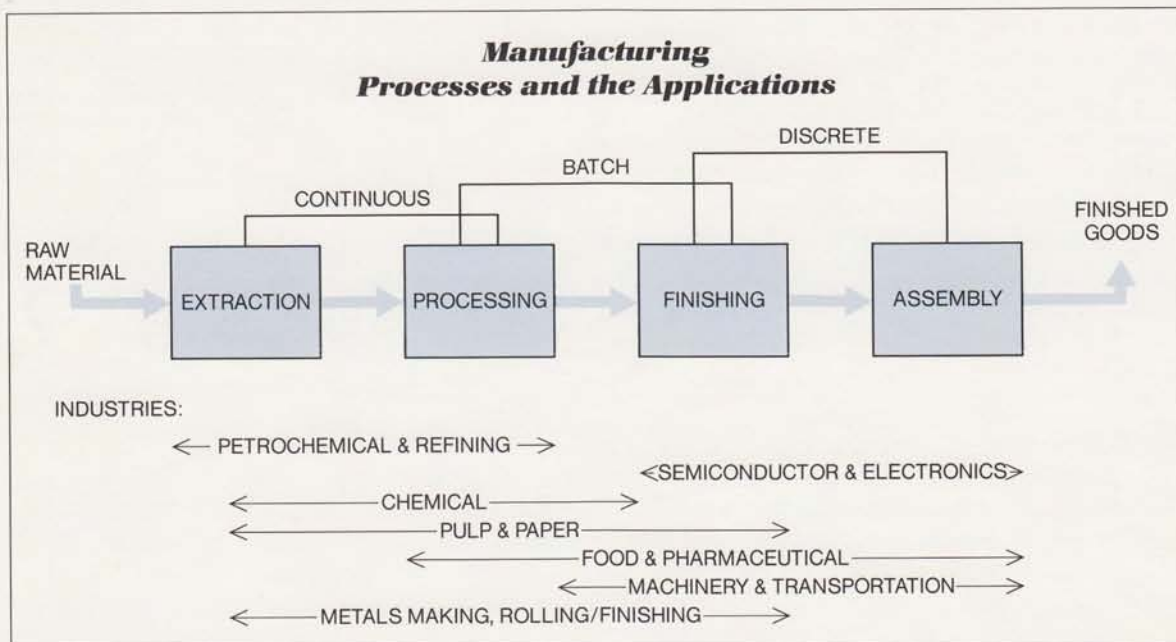 Manufacturing
Processes and the Applications
DISCRETE
BATCH
CONTINUOUS
FINISHED
GOODS
RAW
MATERIAL
EXTRACTION
PROCESSING
FINISHING
ASSEMBLY
INDUSTRIES:
PETROCHEMICAL & REFINING
SEMICONDUCTOR & ELECTRONICS
CHEMICAL
PULP & PAPER
FOOD & PHARMACEUTICAL
MACHINERY & TRANSPORTATION
METALS MAKING, ROLLING/FINISHING